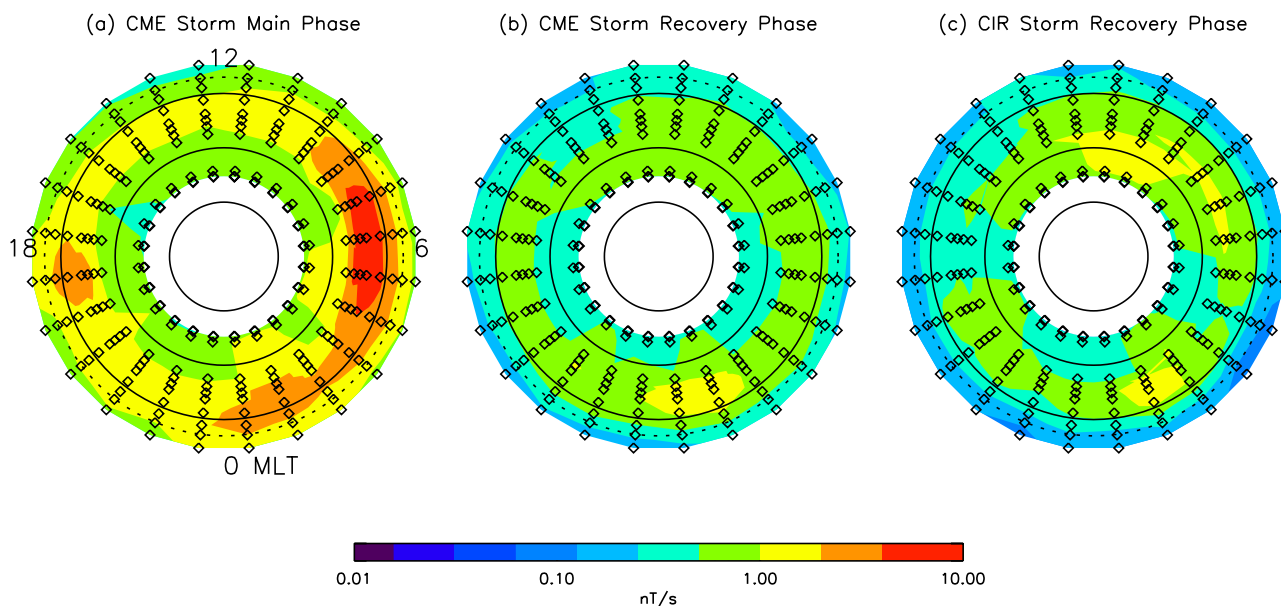 (a) CME Storm Main Phase
(b) CME Storm Recovery Phase
(c) CIR Storm Recovery Phase
12
18
6
0 MLT
0.01
0.10
1.00
10.00
nT/s